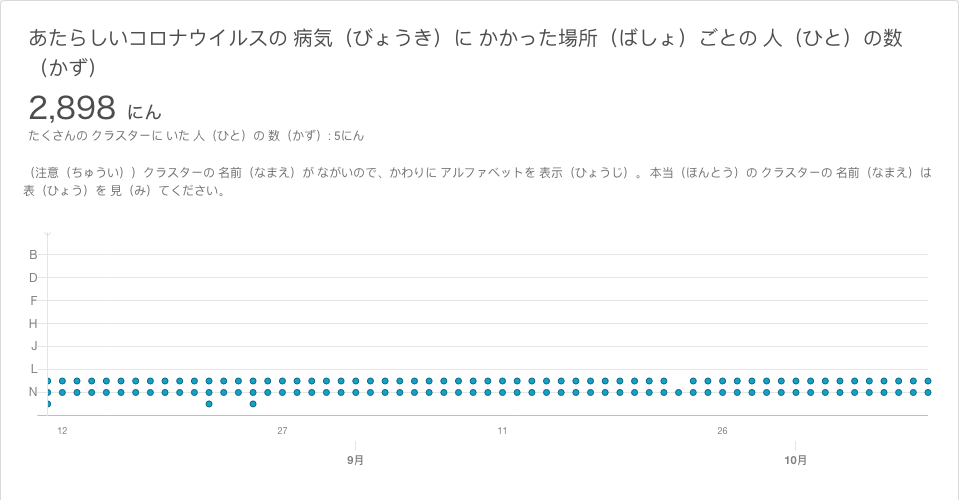 あたらしいコロナウイルスの 病気（びょうき）に かかった場所（ばしょ）ごとの 人（ひと）の数
（かず）
2,898 にん
たくさんの クラスターに いた 人（ひと）の 数（かず）: 5にん
（注意（ちゅうい））クラスターの 名前（なまえ）が ながいので、かわりに アルファベットを 表示（ひょうじ）。本当（ほんとう）の クラスターの 名前（なまえ）は
表（ひょう）を 見（み）てください。
B
D
F
H
J
L
N
12 27 11 26
9月 10月